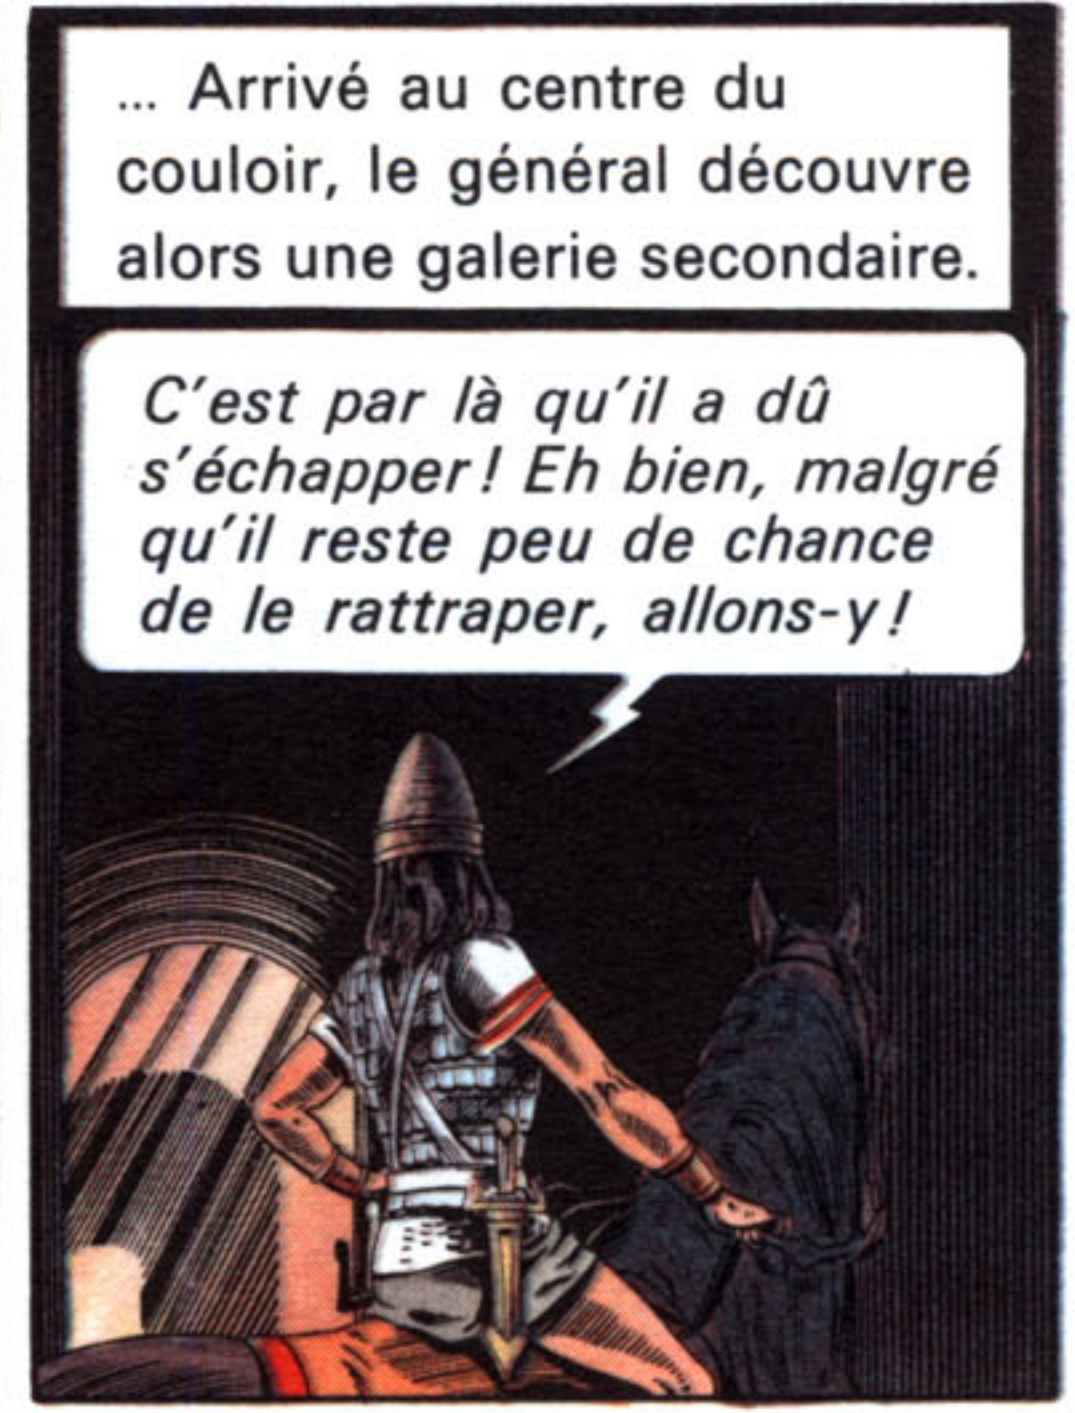 ... Arrivé au centre du
couloir, le général découvre
alors une galerie secondaire.
C'est par là qu'il a dû
s'échapper! Eh bien, malgré
qu'il reste peu de chance
de le rattraper, allons-y!